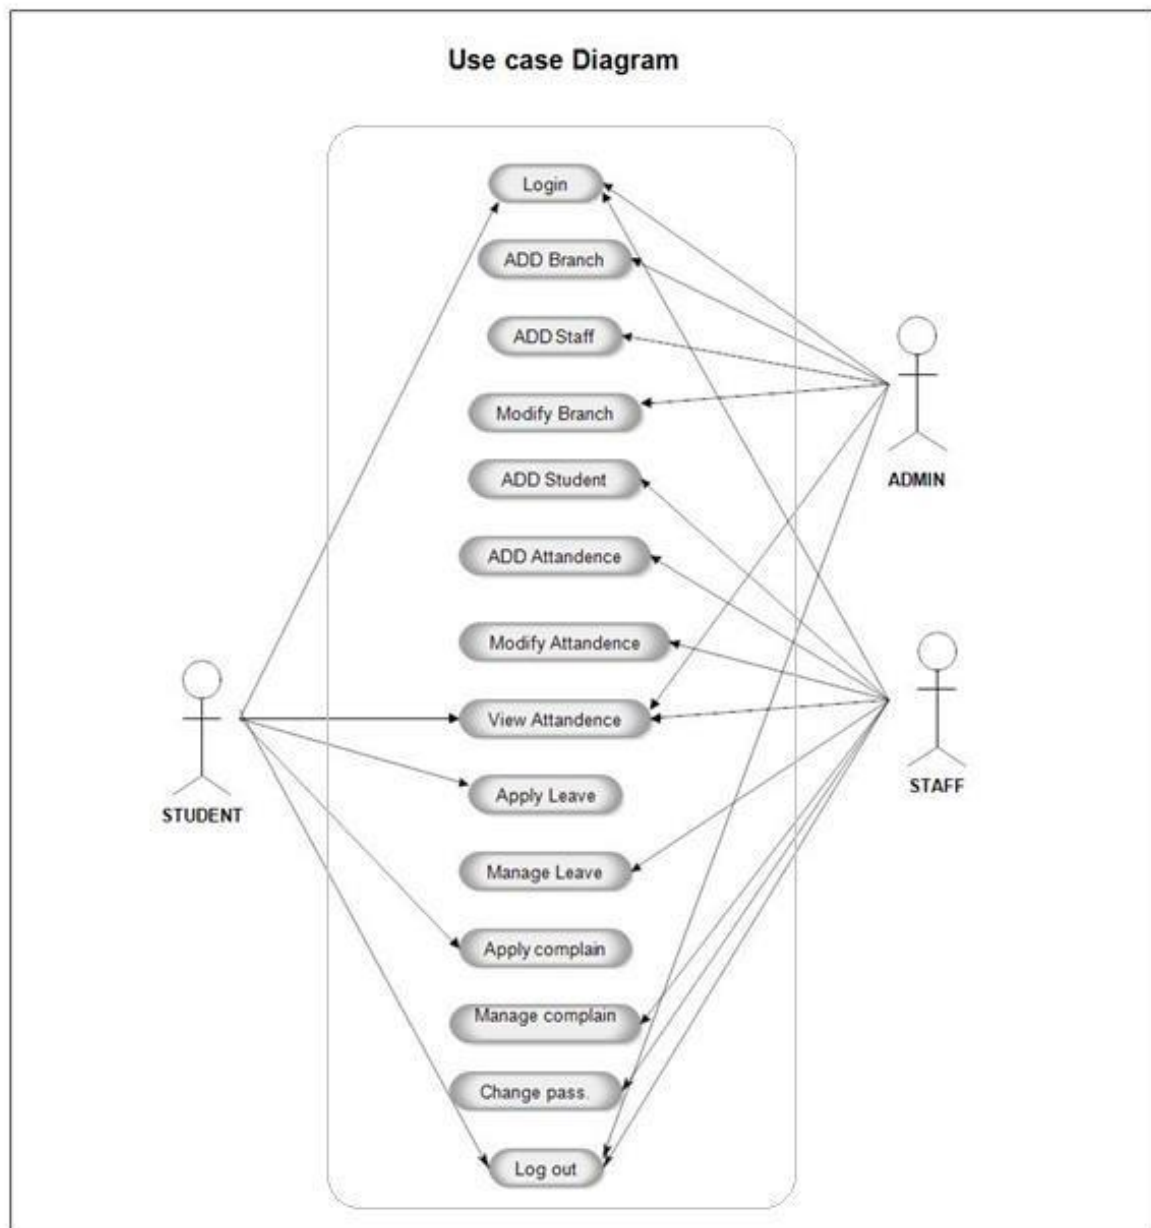 Use case Diagram
Login
ADD Branch
ADD Staff
Modify Branch
ADMIN
ADD Student
ADD Attandence
Modify Attandence
View Attandence
STAFF
Apply Leave
STUDENT
Manage Leave
Apply complain
Manage complain
Change pass.
Log out